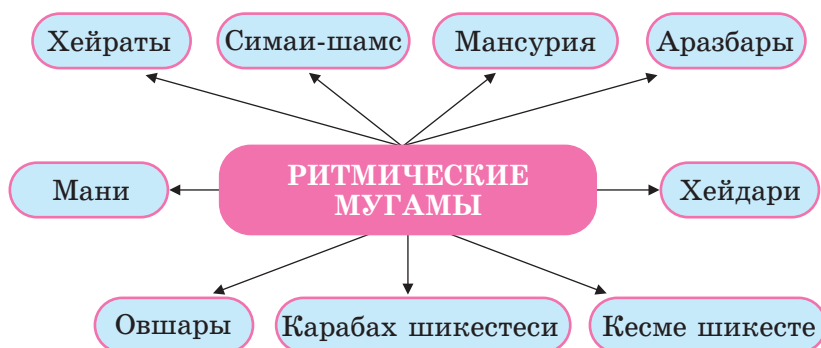 Хейраты
Симаи-шамс
Мансурия
Аразбары
РИТМИЧЕСКИЕ
МУГАМЫ
Мани
Хейдари
Овшары
Карабах шикестеси
Кесме шикесте